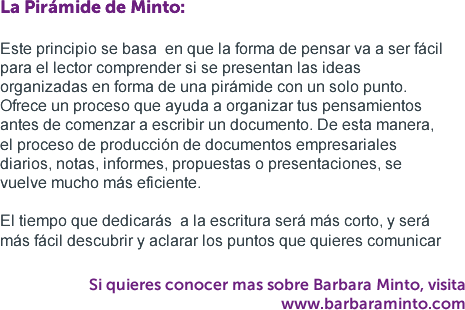 La Pirámide de Minto:
Este principio se basa  en que la forma de pensar va a ser fácil
para el lector comprender si se presentan las ideas
organizadas en forma de una pirámide con un solo punto.
Ofrece un proceso que ayuda a organizar tus pensamientos
antes de comenzar a escribir un documento. De esta manera,
el proceso de producción de documentos empresariales
diarios, notas, informes, propuestas o presentaciones, se
vuelve mucho más eficiente.
El tiempo que dedicarás  a la escritura será más corto, y será
más fácil descubrir y aclarar los puntos que quieres comunicar
Si quieres conocer mas sobre Barbara Minto, visita
www.barbaraminto.com